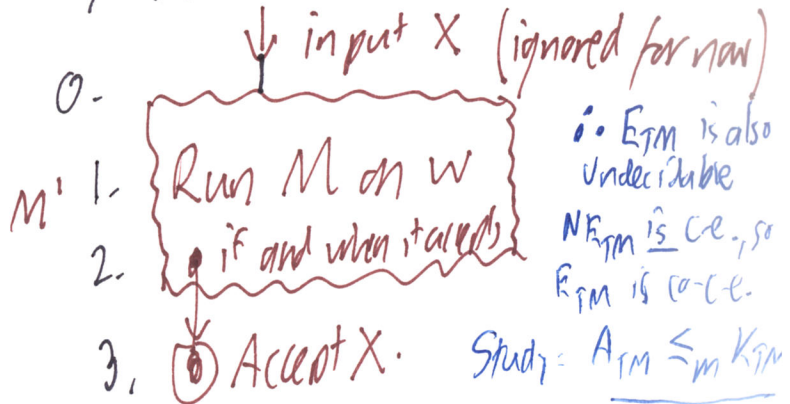 input X (ignored for now)
0.
M' 1. Run M on w
2. if and when it accepts
3. Accept X.
∴ E_TM is also
Undecidable
NE_TM is c.e., so
E_TM is co-c.e.
Study: A_TM ≤_m K_TM